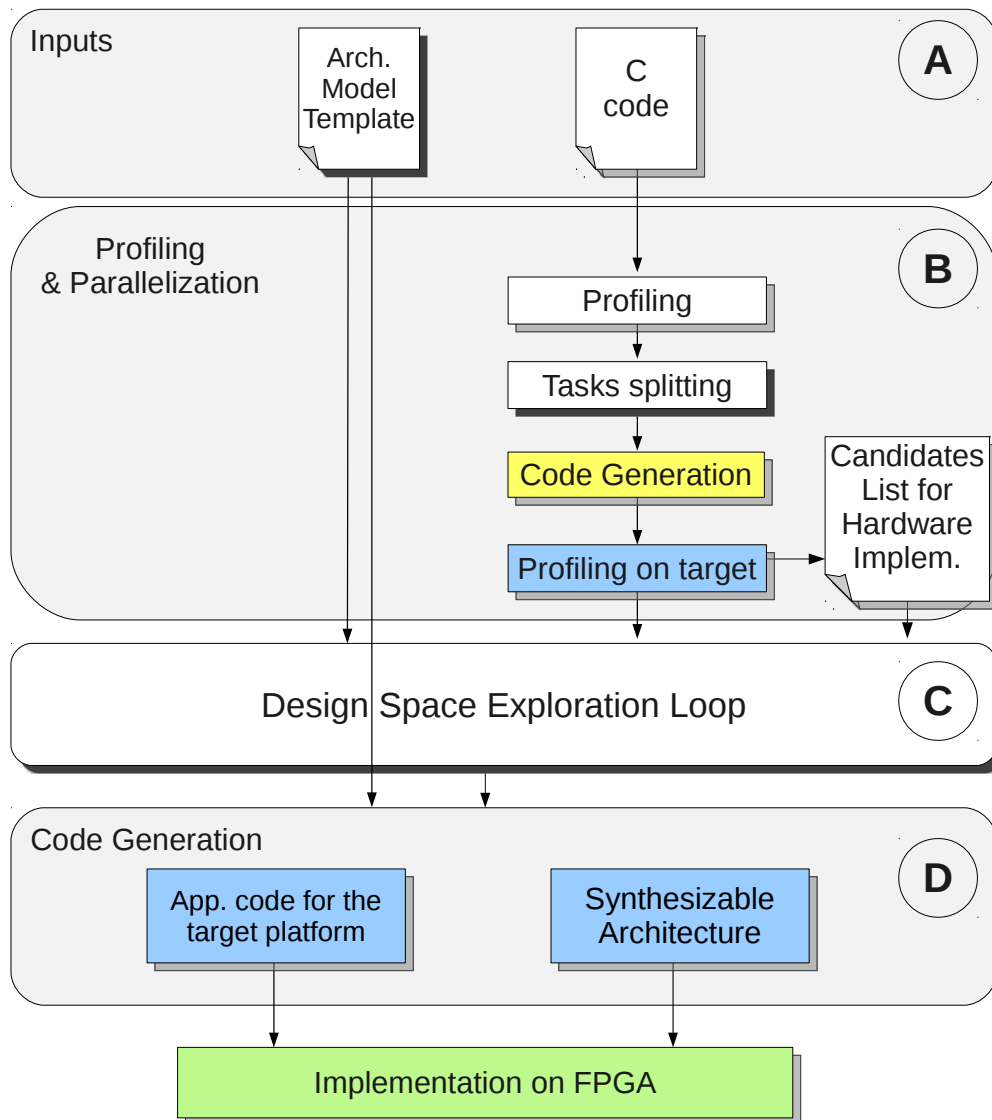 Inputs
Arch.
Model
Template
C
code
A
Profiling
& Parallelization
B
Profiling
Tasks splitting
Code Generation
Profiling on target
Candidates
List for
Hardware
Implem.
Design Space Exploration Loop
C
Code Generation
D
App. code for the
target platform
Synthesizable
Architecture
Implementation on FPGA